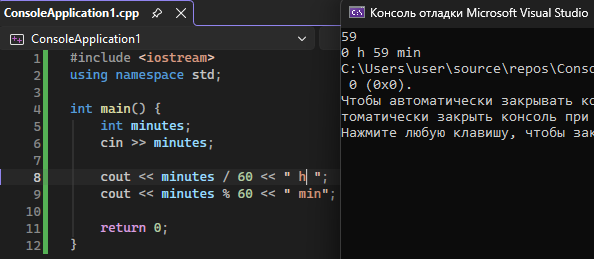 ConsoleApplication1.cpp
ConsoleApplication1
1 #include <iostream>
2 using namespace std;
3
4 int main() {
5 int minutes;
6 cin >> minutes;
7
8 cout << minutes / 60 << " h ";
9 cout << minutes % 60 << " min";
10
11 return 0;
12 }
Консоль отладки Microsoft Visual Studio
59
0 h 59 min
C:\Users\user\source\repos\Conso
0 (0x0).
Чтобы автоматически закрывать ко
томатически закрыть консоль при
Нажмите любую клавишу, чтобы зак